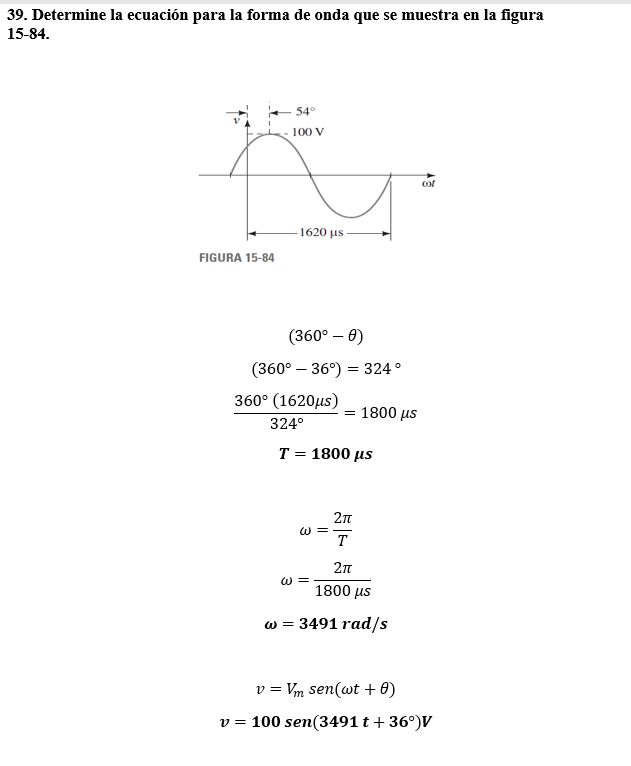 39. Determine la ecuación para la forma de onda que se muestra en la figura
15-84.
54°
v
100 V
ωt
1620 μs
FIGURA 15-84
(360° − θ)
(360° − 36°) = 324 °
360° (1620μs) / 324° = 1800 μs
T = 1800 μs
ω = 2π / T
ω = 2π / 1800 μs
ω = 3491 rad/s
v = Vₘ sen(ωt + θ)
v = 100 sen(3491 t + 36°)V